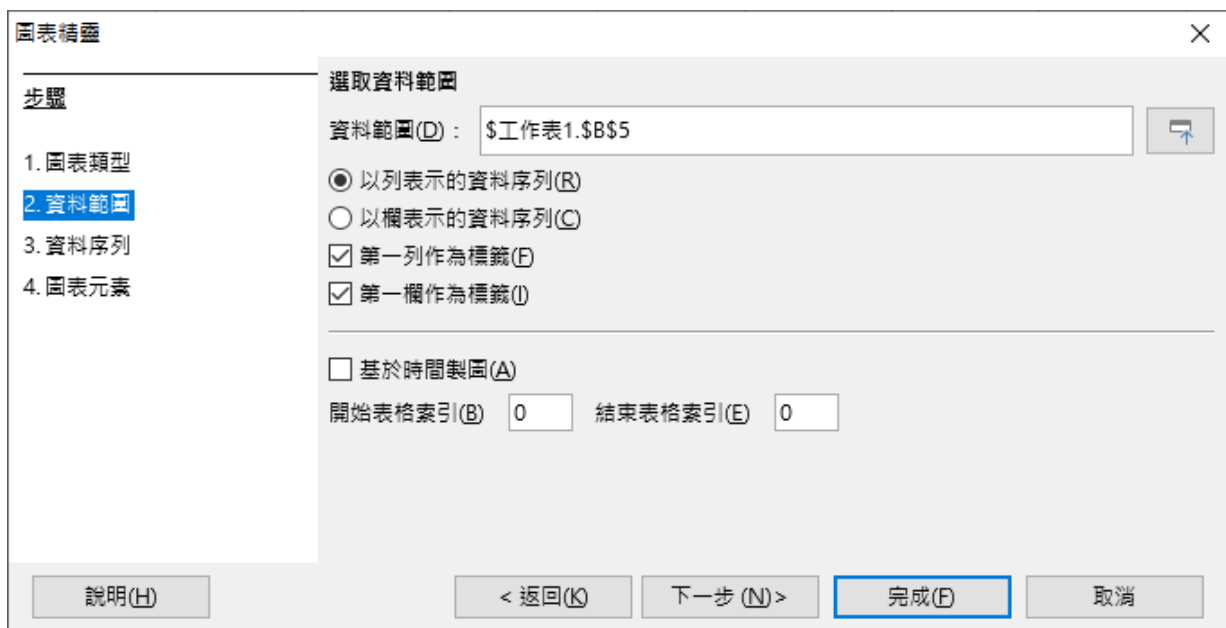 圖表精靈
步驟
1. 圖表類型
2. 資料範圍
3. 資料序列
4. 圖表元素
選取資料範圍
資料範圍(D)： $工作表1.$B$5
以列表示的資料序列(R)
以欄表示的資料序列(C)
第一列作為標籤(F)
第一欄作為標籤(I)
基於時間製圖(A)
開始表格索引(B) 0 結束表格索引(E) 0
說明(H) < 返回(K) 下一步 (N)> 完成(F) 取消